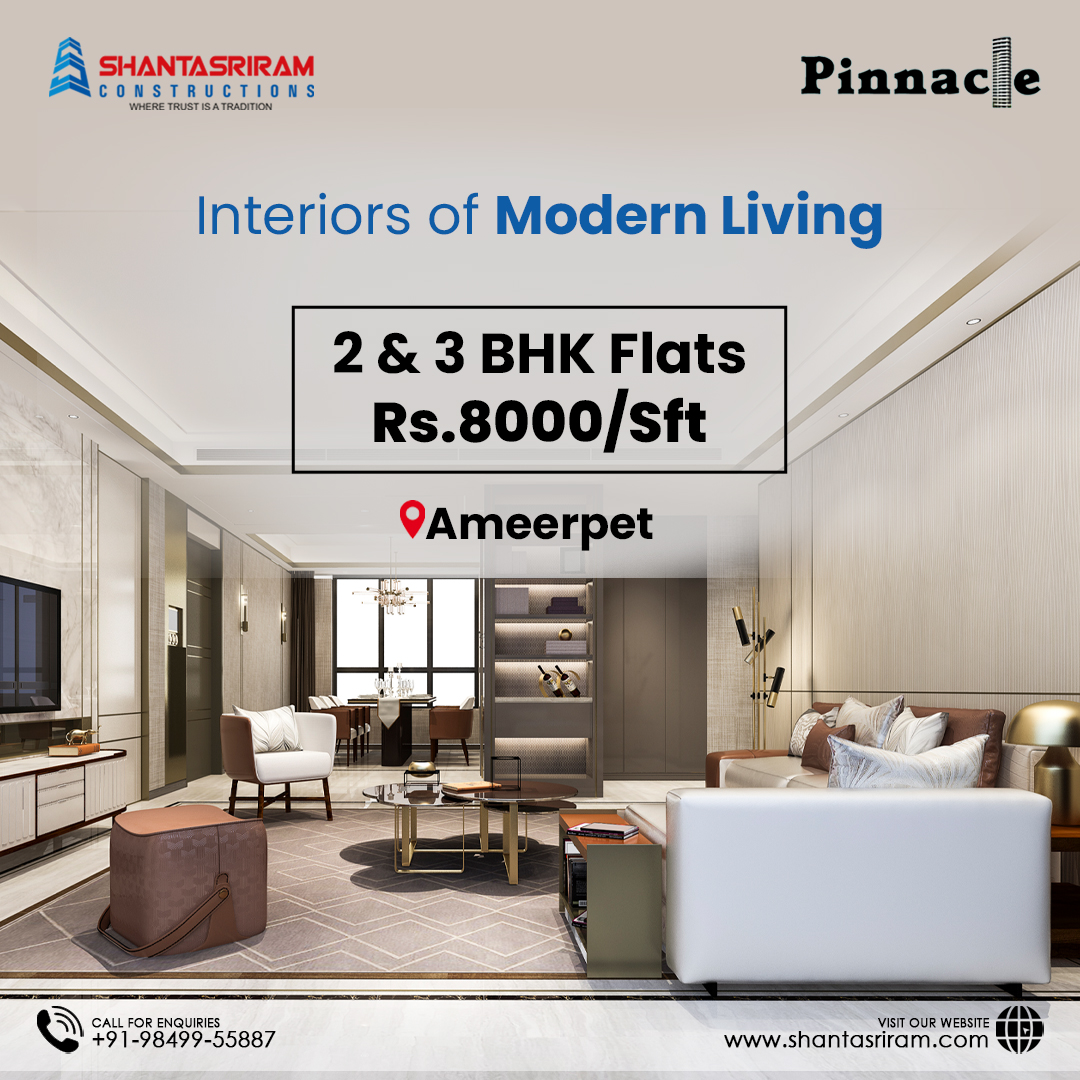 SHANTASRIRAM
CONSTRUCTIONS
WHERE TRUST IS A TRADITION
Pinnacle
Interiors of Modern Living
2 & 3 BHK Flats
Rs.8000/Sft
Ameerpet
CALL FOR ENQUIRIES
+91-98499-55887
VISIT OUR WEBSITE
www.shantasriram.com